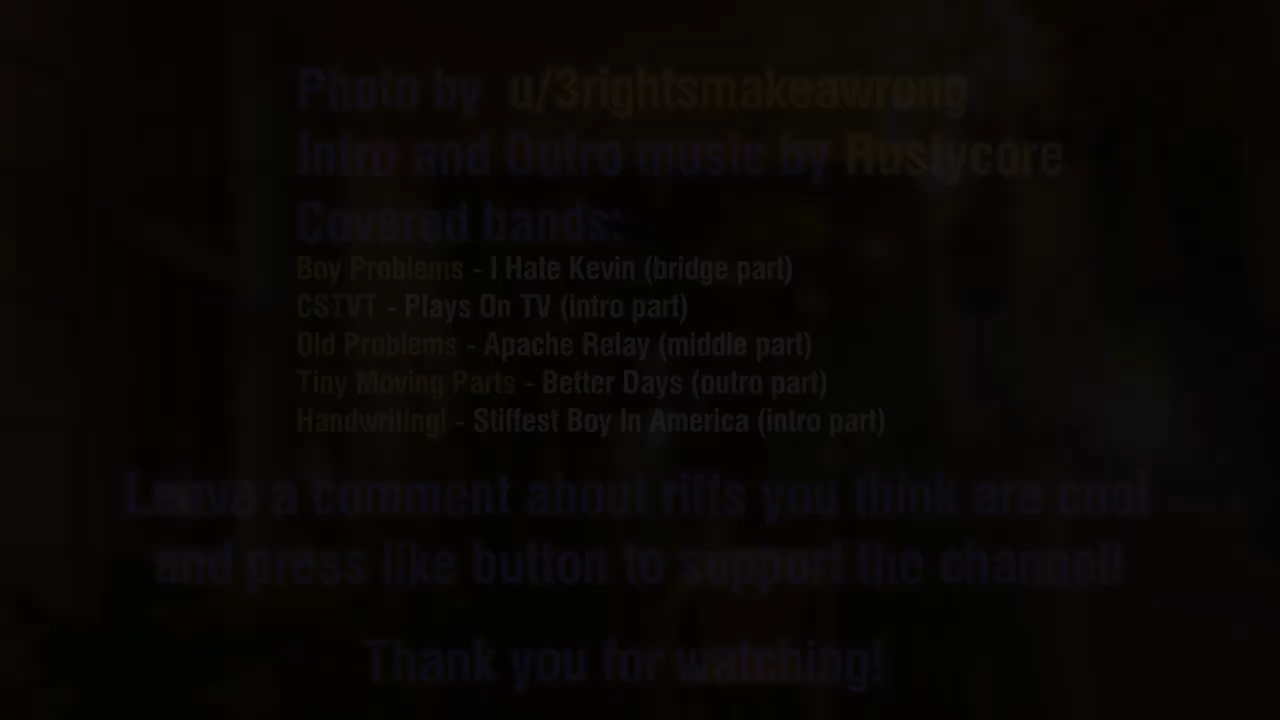 Photo by u/3rightsmakeawrong
Intro and Outro music by Rustycore
Covered bands:
Boy Problems - I Hate Kevin (bridge part)
CSTVT - Plays On TV (intro part)
Old Problems - Apache Relay (middle part)
Tiny Moving Parts - Better Days (outro part)
Handwriting! - Stiffest Boy In America (intro part)
Leave a comment about riffs you think are cool
and press like button to support the channel!
Thank you for watching!